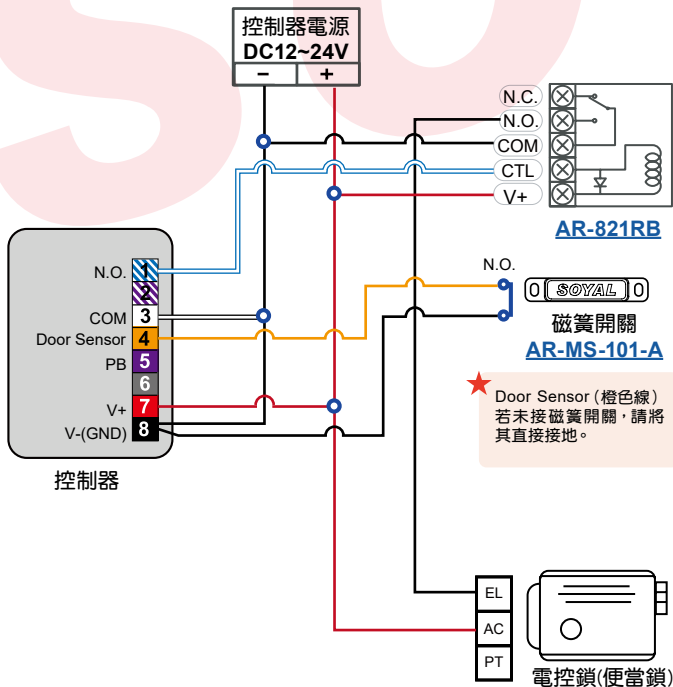 控制器電源
DC12~24V
− +
N.C.
N.O.
COM
CTL
V+
AR-821RB
N.O. 1
2
COM 3
Door Sensor 4
PB 5
6
V+ 7
V-(GND) 8
控制器
N.O.
SOYAL
磁簧開關
AR-MS-101-A
Door Sensor(橙色線)
若未接磁簧開關,請將
其直接接地。
EL
AC
PT
電控鎖(便當鎖)